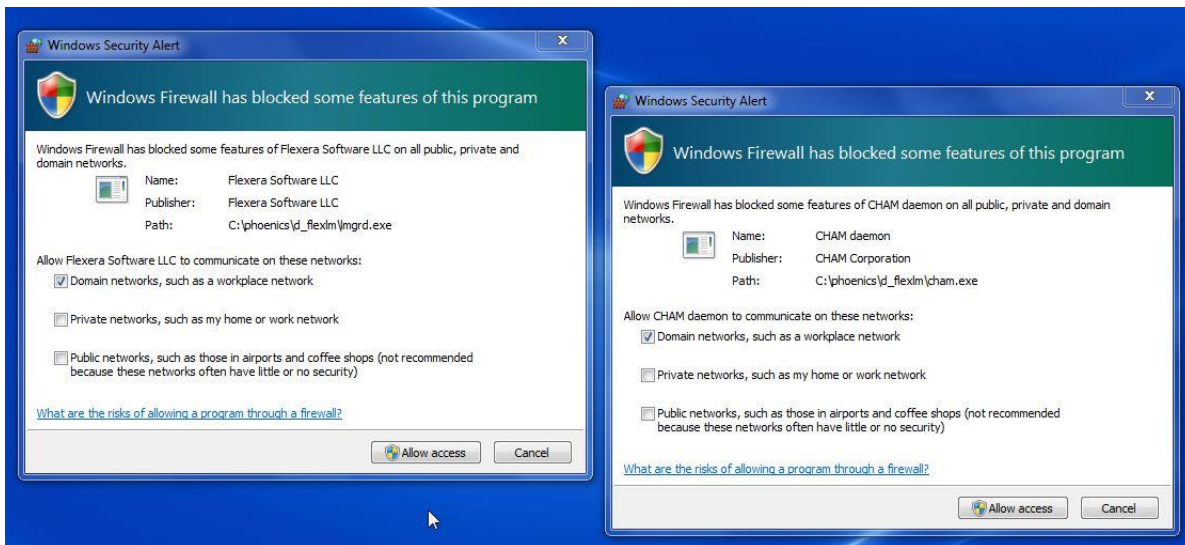 Windows Security Alert
X
Windows Firewall has blocked some features of this program
Windows Firewall has blocked some features of Flexera Software LLC on all public, private and
domain networks.
Name: Flexera Software LLC
Publisher: Flexera Software LLC
Path: C:\phoenics\d_flexlm\lmgrd.exe
Allow Flexera Software LLC to communicate on these networks:
Domain networks, such as a workplace network
Private networks, such as my home or work network
Public networks, such as those in airports and coffee shops (not recommended
because these networks often have little or no security)
What are the risks of allowing a program through a firewall?
Allow access Cancel
Windows Security Alert
X
Windows Firewall has blocked some features of this program
Windows Firewall has blocked some features of CHAM daemon on all public, private and domain
networks.
Name: CHAM daemon
Publisher: CHAM Corporation
Path: C:\phoenics\d_flexlm\cham.exe
Allow CHAM daemon to communicate on these networks:
Domain networks, such as a workplace network
Private networks, such as my home or work network
Public networks, such as those in airports and coffee shops (not recommended
because these networks often have little or no security)
What are the risks of allowing a program through a firewall?
Allow access Cancel